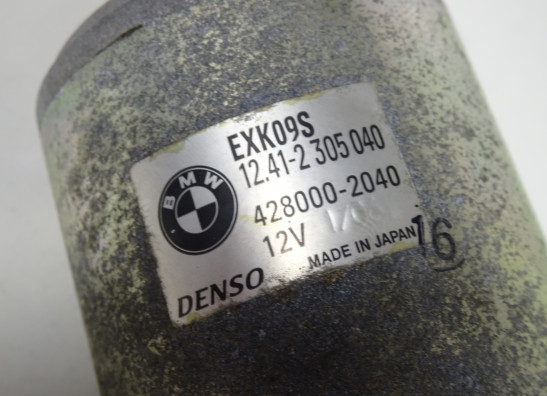 EXK09S
12.41-2 305 040
BMW
428000-2040
12V
MADE IN JAPAN
16
DENSO